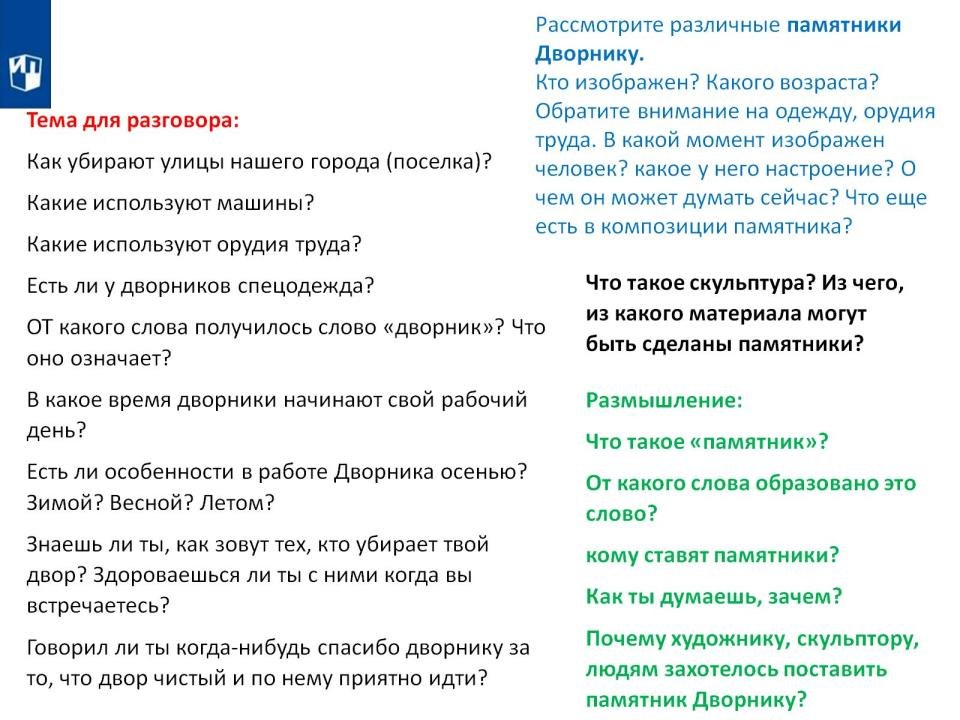 ИП
Тема для разговора:
Как убирают улицы нашего города (поселка)?
Какие используют машины?
Какие используют орудия труда?
Есть ли у дворников спецодежда?
ОТ какого слова получилось слово «дворник»? Что
оно означает?
В какое время дворники начинают свой рабочий
день?
Есть ли особенности в работе Дворника осенью?
Зимой? Весной? Летом?
Знаешь ли ты, как зовут тех, кто убирает твой
двор? Здороваешься ли ты с ними когда вы
встречаетесь?
Говорил ли ты когда-нибудь спасибо дворнику за
то, что двор чистый и по нему приятно идти?
Рассмотрите различные памятники
Дворнику.
Кто изображен? Какого возраста?
Обратите внимание на одежду, орудия
труда. В какой момент изображен
человек? какое у него настроение? О
чем он может думать сейчас? Что еще
есть в композиции памятника?
Что такое скульптура? Из чего,
из какого материала могут
быть сделаны памятники?
Размышление:
Что такое «памятник»?
От какого слова образовано это
слово?
кому ставят памятники?
Как ты думаешь, зачем?
Почему художнику, скульптору,
людям захотелось поставить
памятник Дворнику?